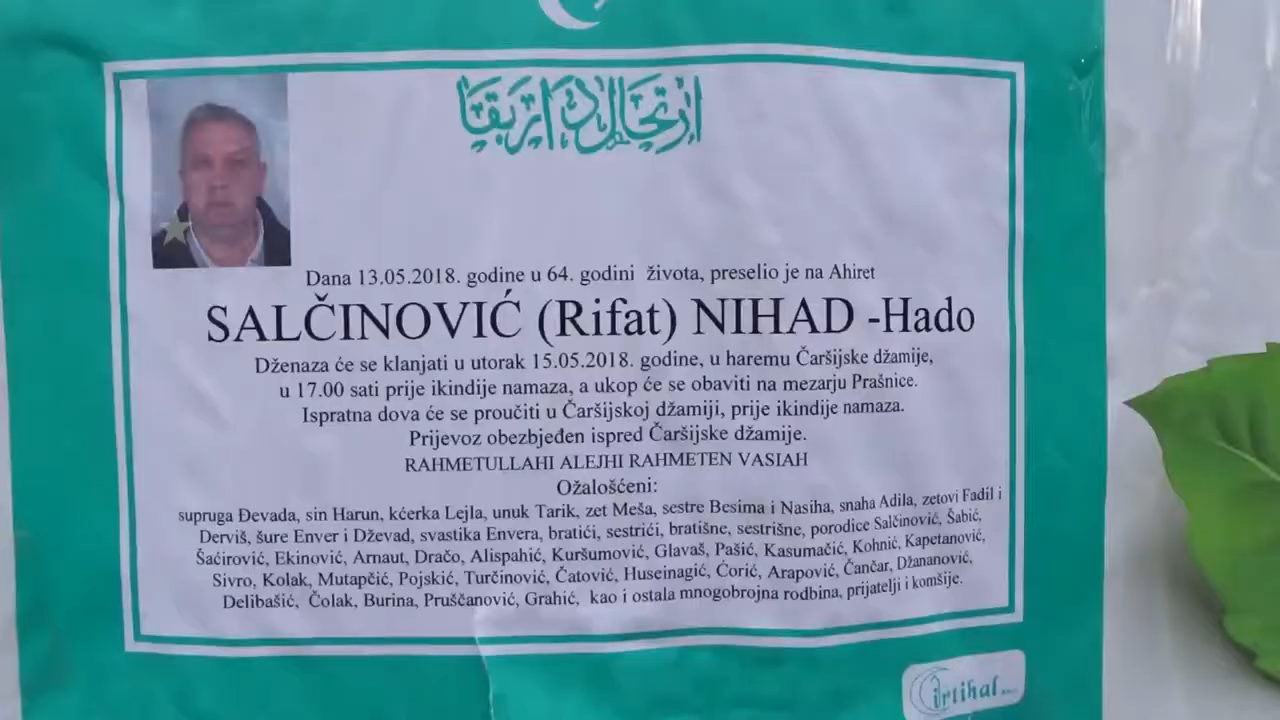 ارتحال دار بقا
Dana 13.05.2018. godine u 64. godini života, preselio je na Ahiret
SALČINOVIĆ (Rifat) NIHAD -Hado
Dženaza će se klanjati u utorak 15.05.2018. godine, u haremu Čaršijske džamije,
u 17.00 sati prije ikindije namaza, a ukop će se obaviti na mezarju Prašnice.
Ispratna dova će se proučiti u Čaršijskoj džamiji, prije ikindije namaza.
Prijevoz obezbjeđen ispred Čaršijske džamije.
RAHMETULLAHI ALEJHI RAHMETEN VASIAH
Ožalošćeni:
supruga Đevada, sin Harun, kćerka Lejla, unuk Tarik, zet Meša, sestre Besima i Nasiha, snaha Adila, zetovi Fadil i
Derviš, šure Enver i Dževad, svastika Envera, bratići, sestrići, bratišne, sestrišne, porodice Salčinović, Šabić,
Šaćirović, Ekinović, Arnaut, Dračo, Alispahić, Kuršumović, Glavaš, Pašić, Kasumačić, Kohnić, Kapetanović,
Sivro, Kolak, Mutapčić, Pojskić, Turčinović, Čatović, Huseinagić, Ćorić, Arapović, Čančar, Džananović,
Delibašić, Čolak, Burina, Pruščanović, Grahić, kao i ostala mnogobrojna rodbina, prijatelji i komšije.
irtihal